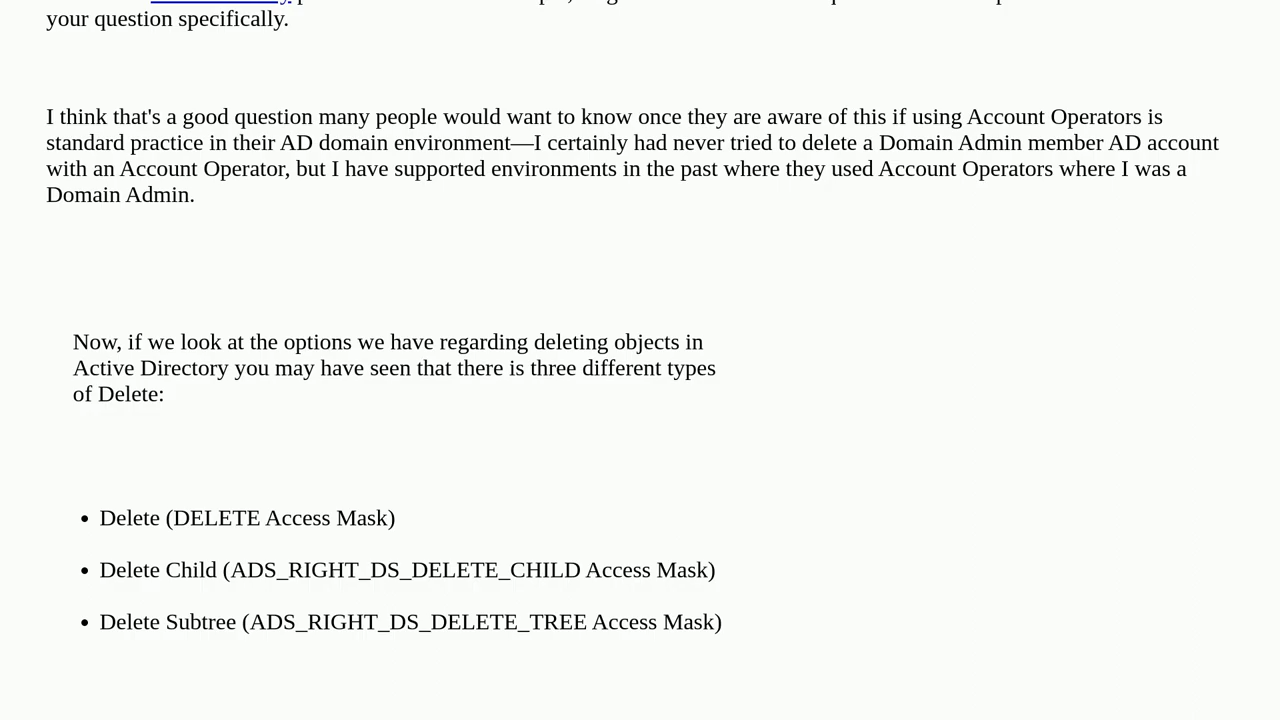 your question specifically.
I think that's a good question many people would want to know once they are aware of this if using Account Operators is
standard practice in their AD domain environment—I certainly had never tried to delete a Domain Admin member AD account
with an Account Operator, but I have supported environments in the past where they used Account Operators where I was a
Domain Admin.
Now, if we look at the options we have regarding deleting objects in
Active Directory you may have seen that there is three different types
of Delete:
• Delete (DELETE Access Mask)
• Delete Child (ADS_RIGHT_DS_DELETE_CHILD Access Mask)
• Delete Subtree (ADS_RIGHT_DS_DELETE_TREE Access Mask)